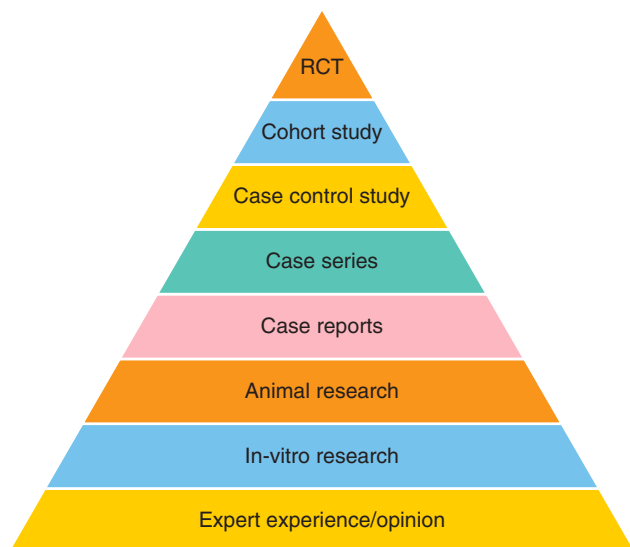 RCT
Cohort study
Case control study
Case series
Case reports
Animal research
In-vitro research
Expert experience/opinion